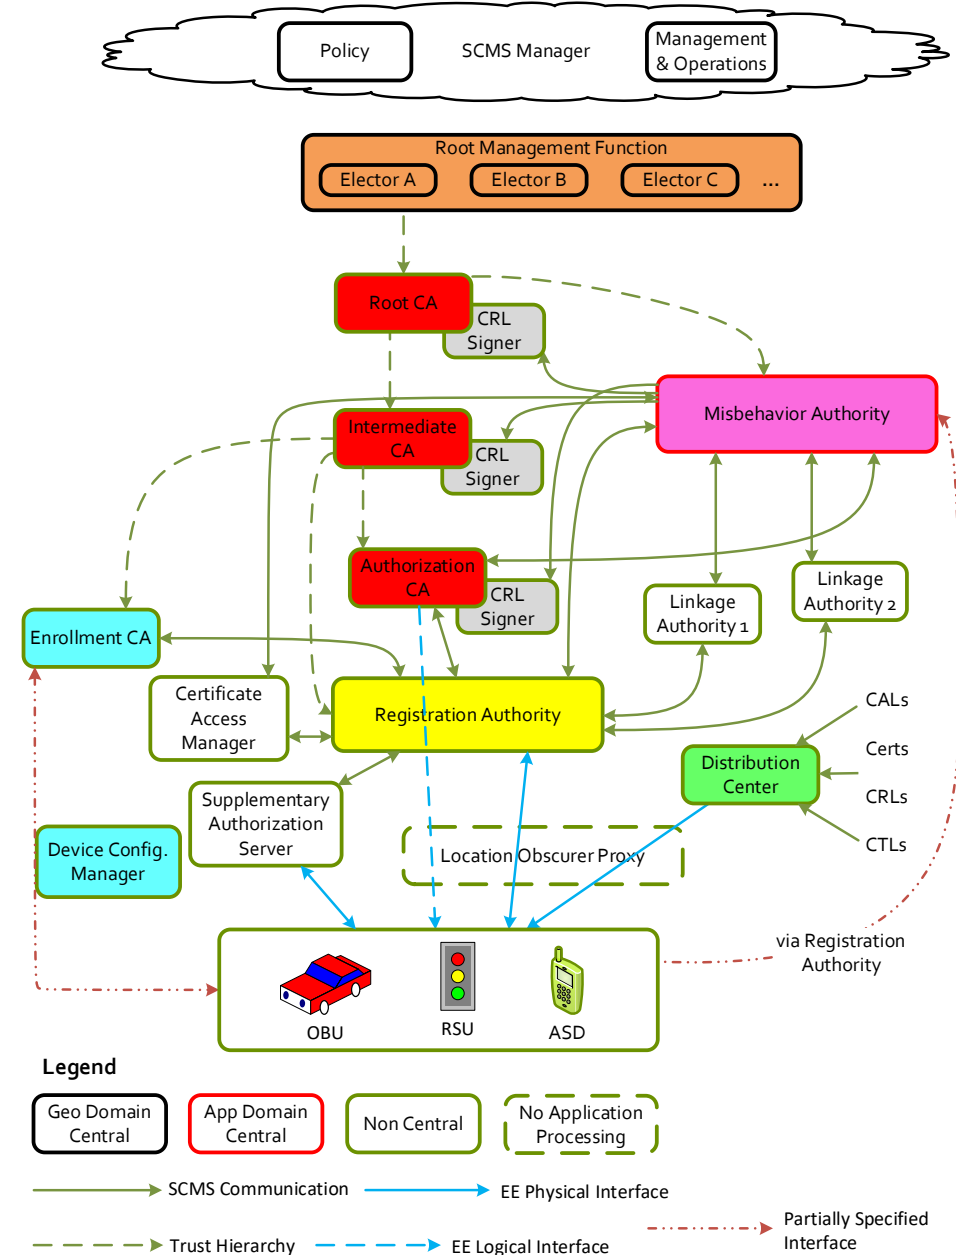 Policy
SCMS Manager
Management
& Operations
Root Management Function
Elector A
Elector B
Elector C
...
Root CA
CRL
Signer
Misbehavior Authority
Intermediate
CA
CRL
Signer
Authorization
CA
CRL
Signer
Linkage
Authority 1
Linkage
Authority 2
Enrollment CA
Certificate
Access
Manager
Registration Authority
CALs
Certs
CRLs
CTLs
Distribution
Center
Supplementary
Authorization
Server
Device Config.
Manager
Location Obscurer Proxy
via Registration
Authority
OBU
RSU
ASD
Legend
Geo Domain
Central
App Domain
Central
Non Central
No Application
Processing
SCMS Communication
EE Physical Interface
Partially Specified
Interface
Trust Hierarchy
EE Logical Interface